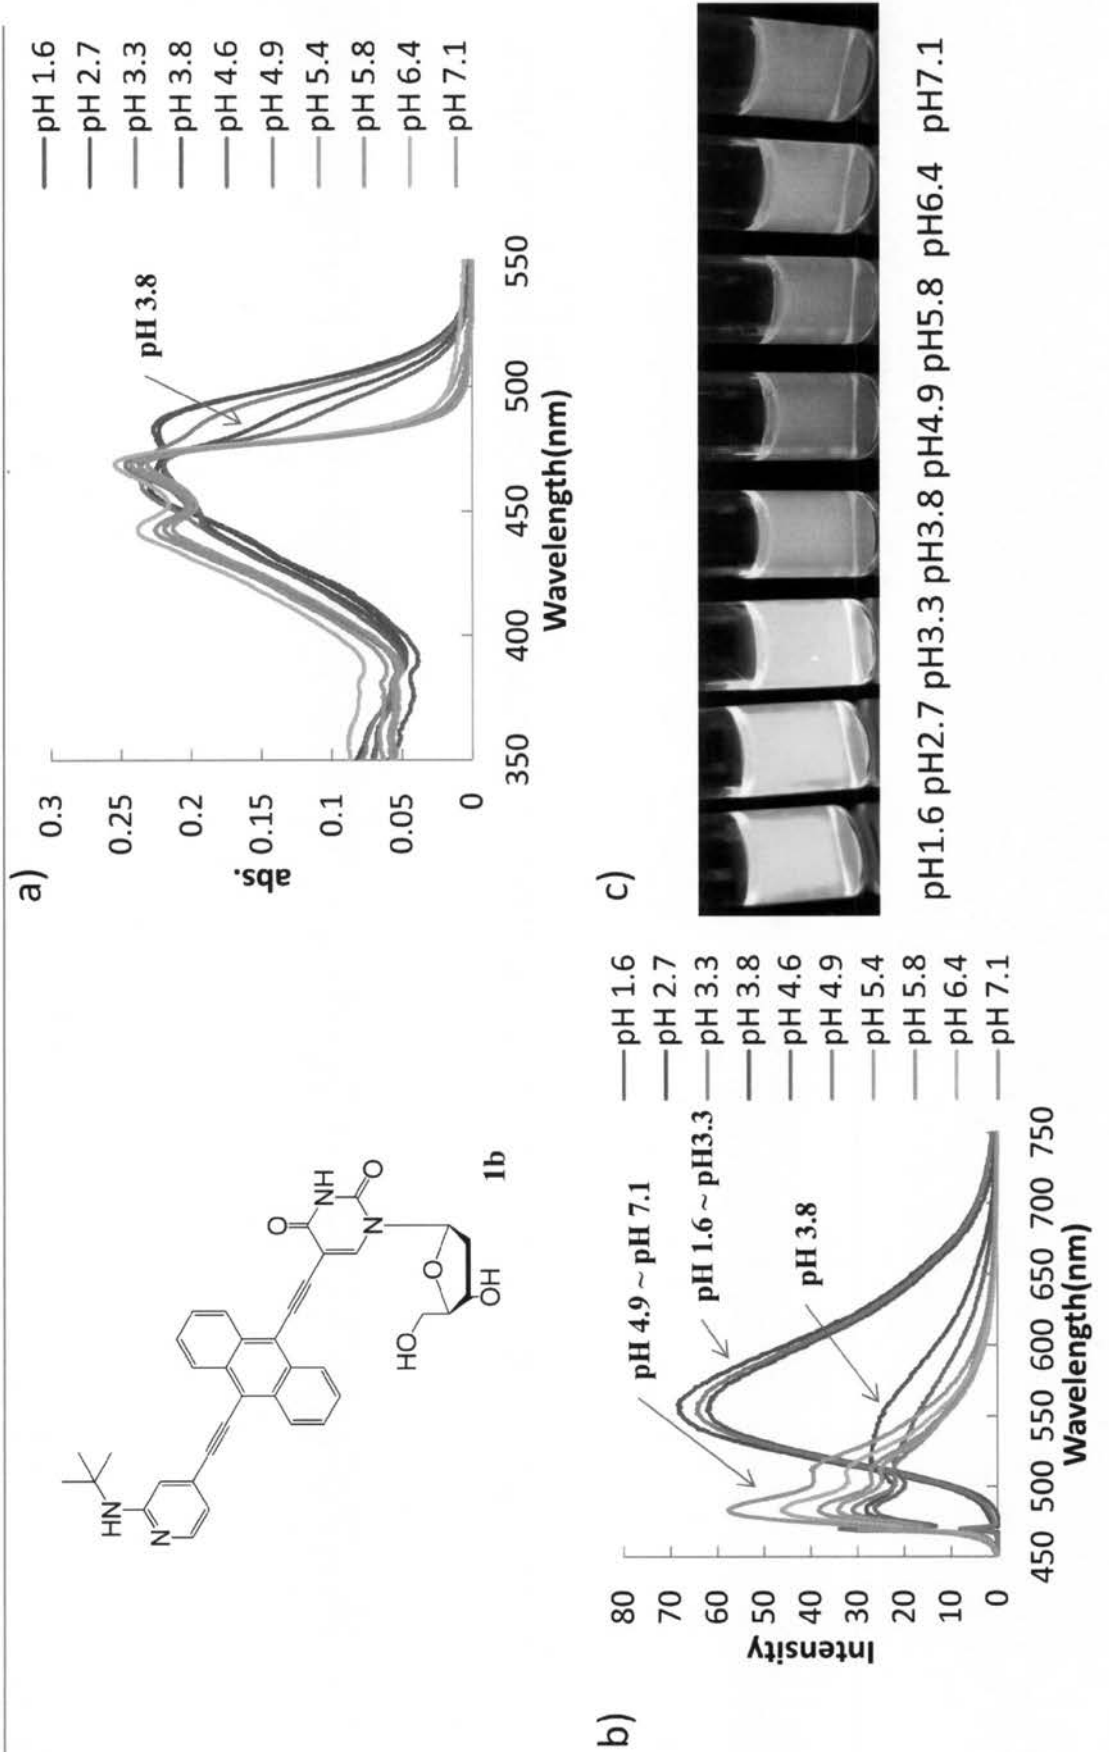 HN
N
O
NH
N
O
O
HO
OH
1b
a)
abs.
0.3
0.25
0.2
0.15
0.1
0.05
0
350 400 450 500 550
Wavelength(nm)
pH 3.8
pH 1.6
pH 2.7
pH 3.3
pH 3.8
pH 4.6
pH 4.9
pH 5.4
pH 5.8
pH 6.4
pH 7.1
b)
Intensity
80
70
60
50
40
30
20
10
0
450 500 550 600 650 700 750
Wavelength(nm)
pH 4.9 ~ pH 7.1
pH 1.6 ~ pH3.3
pH 3.8
pH 1.6
pH 2.7
pH 3.3
pH 3.8
pH 4.6
pH 4.9
pH 5.4
pH 5.8
pH 6.4
pH 7.1
c)
pH1.6 pH2.7 pH3.3 pH3.8 pH4.9 pH5.8 pH6.4 pH7.1